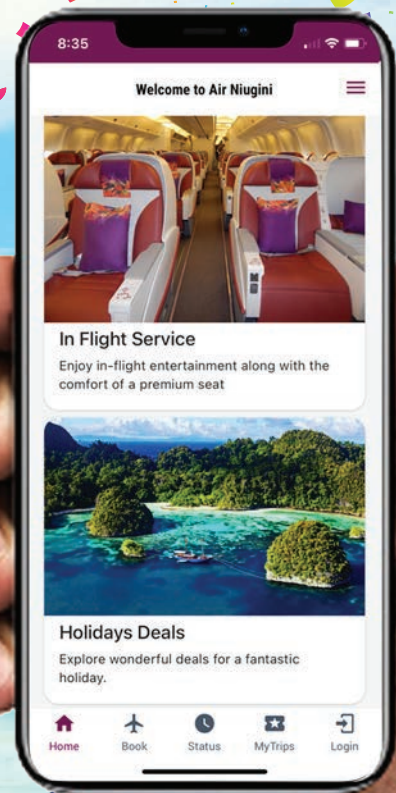 8:35
Welcome to Air Niugini
In Flight Service
Enjoy in-flight entertainment along with the
comfort of a premium seat
Holidays Deals
Explore wonderful deals for a fantastic
holiday.
Home Book Status MyTrips Login